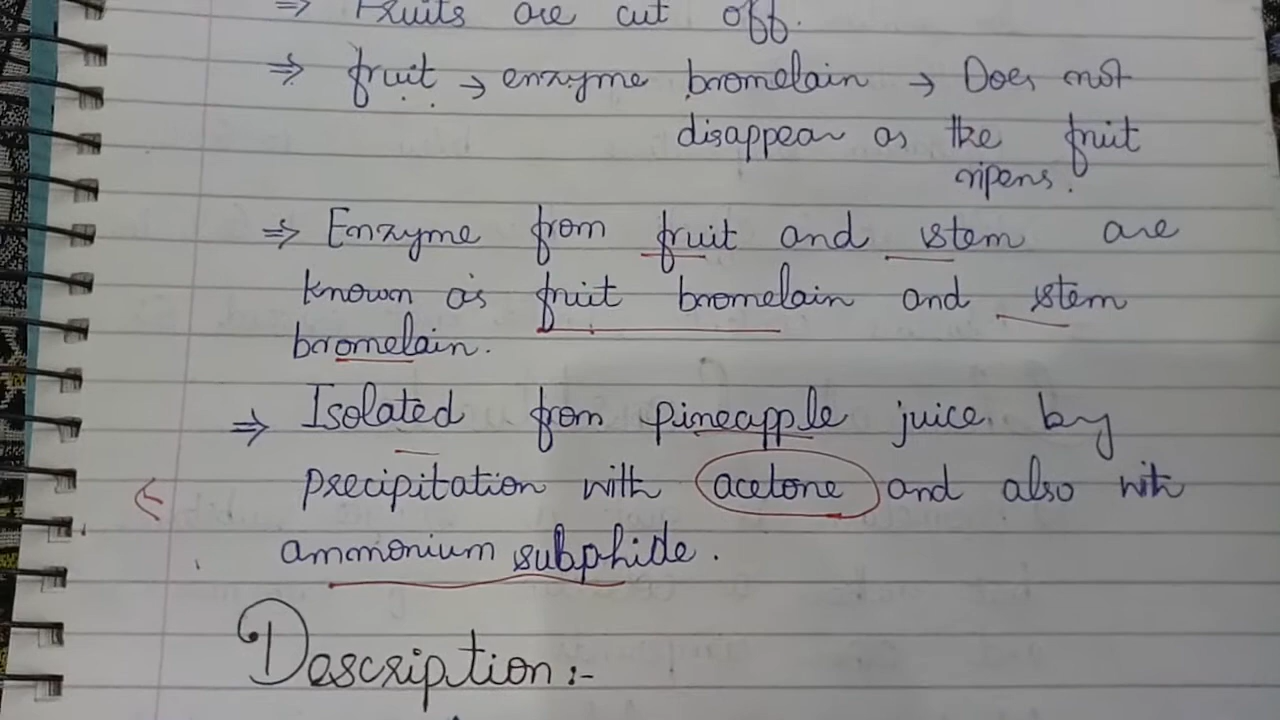 ⇒ Fruits are cut off.
⇒ fruit → enzyme bromelain → Does not
disappear as the fruit
ripens.
⇒ Enzyme from fruit and stem are
known as fruit bromelain and stem
bromelain.
⇒ Isolated from pineapple juice by
precipitation with acetone and also with
ammonium subphide.
Description :-